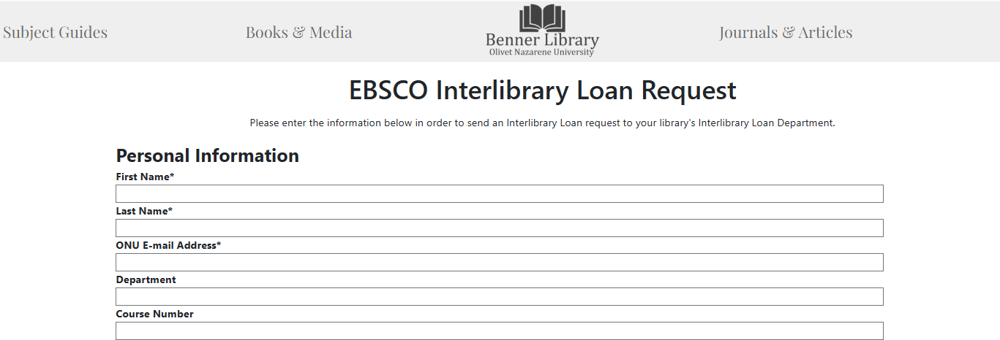 Subject Guides
Books & Media
Benner Library
Olivet Nazarene University
Journals & Articles
EBSCO Interlibrary Loan Request
Please enter the information below in order to send an Interlibrary Loan request to your library's Interlibrary Loan Department.
Personal Information
First Name*
Last Name*
ONU E-mail Address*
Department
Course Number